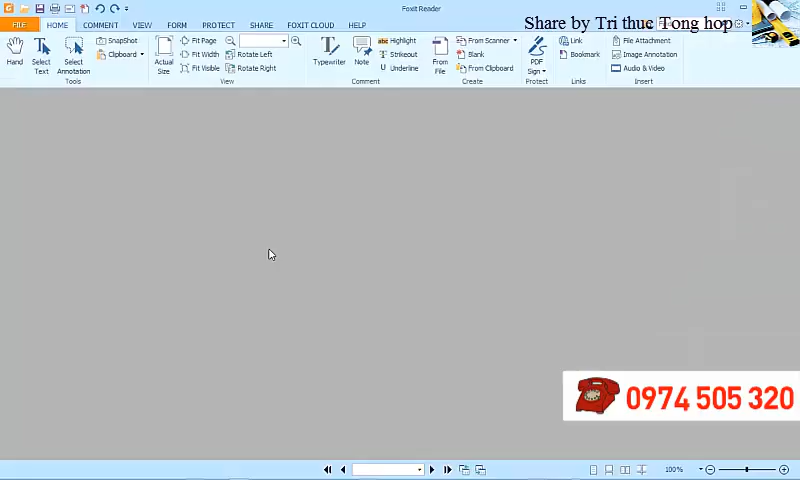 Foxit Reader
Share by Tri thuc Tong hop
FILE HOME COMMENT VIEW FORM PROTECT SHARE FOXIT CLOUD HELP
Hand
Select Text
Select Annotation
SnapShot
Clipboard
Tools
Actual Size
Fit Page
Fit Width
Fit Visible
Rotate Left
Rotate Right
View
Typewriter
Note
Highlight
Strikeout
Underline
Comment
From File
From Scanner
Blank
From Clipboard
Create
PDF Sign
Protect
Link
Bookmark
Links
File Attachment
Image Annotation
Audio & Video
Insert
0974 505 320
100%